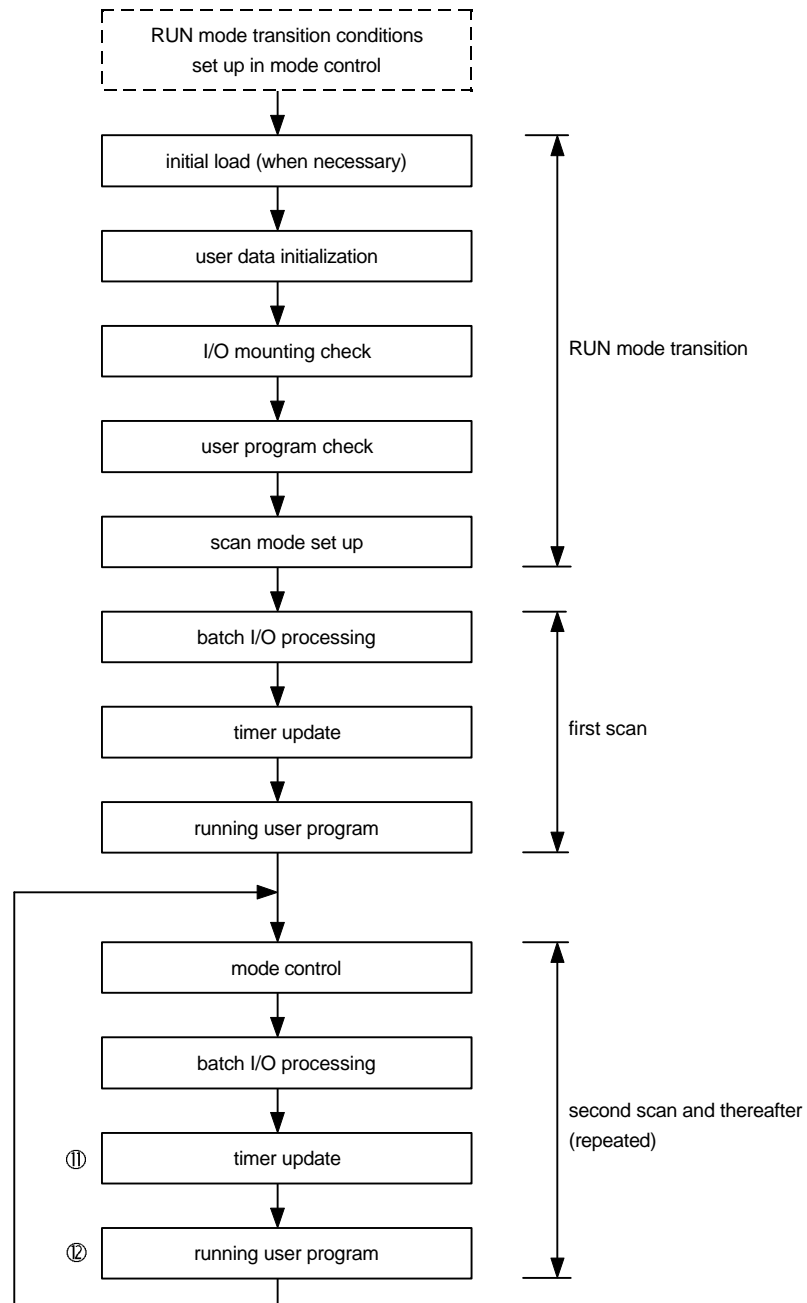 RUN mode transition conditions
set up in mode control
initial load (when necessary)
user data initialization
I/O mounting check
RUN mode transition
user program check
scan mode set up
batch I/O processing
timer update
first scan
running user program
mode control
batch I/O processing
second scan and thereafter
(repeated)
⑪ timer update
⑫ running user program